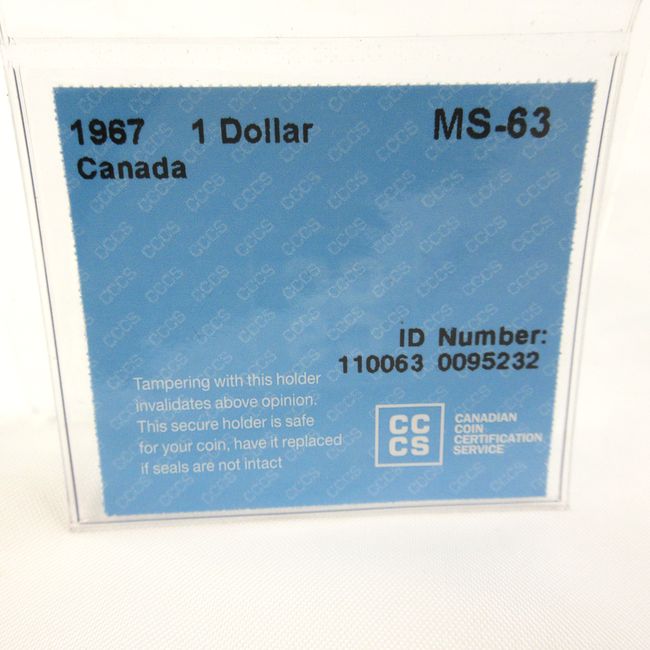 1967 1 Dollar MS-63
Canada
ID Number:
110063 0095232
Tampering with this holder
invalidates above opinion.
This secure holder is safe
for your coin, have it replaced
if seals are not intact
CC
CS
CANADIAN
COIN
CERTIFICATION
SERVICE